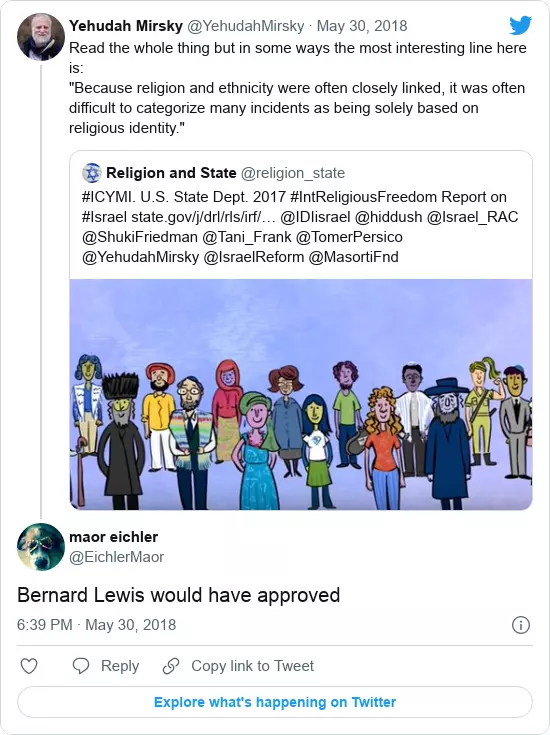 Yehudah Mirsky @YehudahMirsky · May 30, 2018
Read the whole thing but in some ways the most interesting line here
is:
"Because religion and ethnicity were often closely linked, it was often
difficult to categorize many incidents as being solely based on
religious identity."
Religion and State @religion_state
#ICYMI. U.S. State Dept. 2017 #IntReligiousFreedom Report on
#Israel state.gov/j/drl/rls/irf/… @IDIisrael @hiddush @Israel_RAC
@ShukiFriedman @Tani_Frank @TomerPersico
@YehudahMirsky @IsraelReform @MasortiFnd
maor eichler
@EichlerMaor
Bernard Lewis would have approved
6:39 PM · May 30, 2018
Reply
Copy link to Tweet
Explore what's happening on Twitter